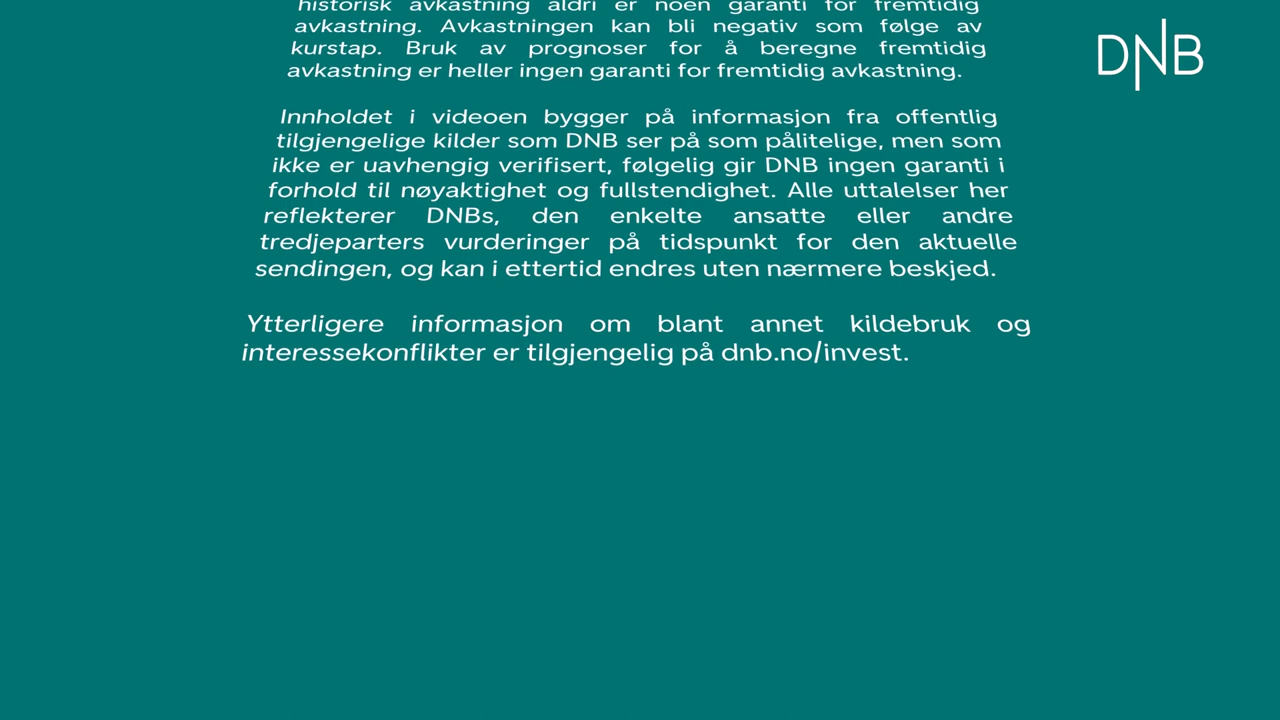 historisk avkastning aldri er noen garanti for fremtidig
avkastning. Avkastningen kan bli negativ som følge av
kurstap. Bruk av prognoser for å beregne fremtidig
avkastning er heller ingen garanti for fremtidig avkastning.
Innholdet i videoen bygger på informasjon fra offentlig
tilgjengelige kilder som DNB ser på som pålitelige, men som
ikke er uavhengig verifisert, følgelig gir DNB ingen garanti i
forhold til nøyaktighet og fullstendighet. Alle uttalelser her
reflekterer DNBs, den enkelte ansatte eller andre
tredjeparters vurderinger på tidspunkt for den aktuelle
sendingen, og kan i ettertid endres uten nærmere beskjed.
Ytterligere informasjon om blant annet kildebruk og
interessekonflikter er tilgjengelig på dnb.no/invest.
DNB